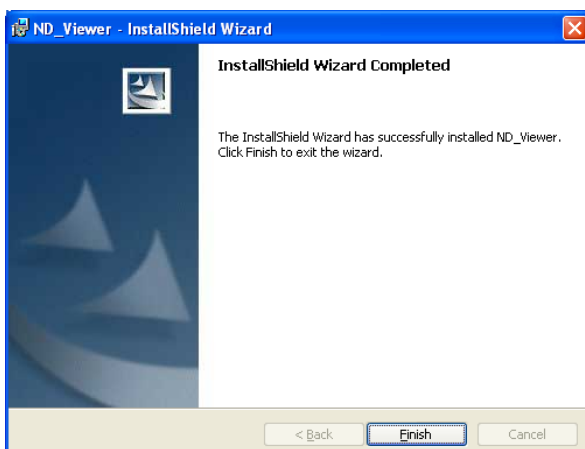 ND_Viewer - InstallShield Wizard
InstallShield Wizard Completed
The InstallShield Wizard has successfully installed ND_Viewer.
Click Finish to exit the wizard.
< Back Finish Cancel